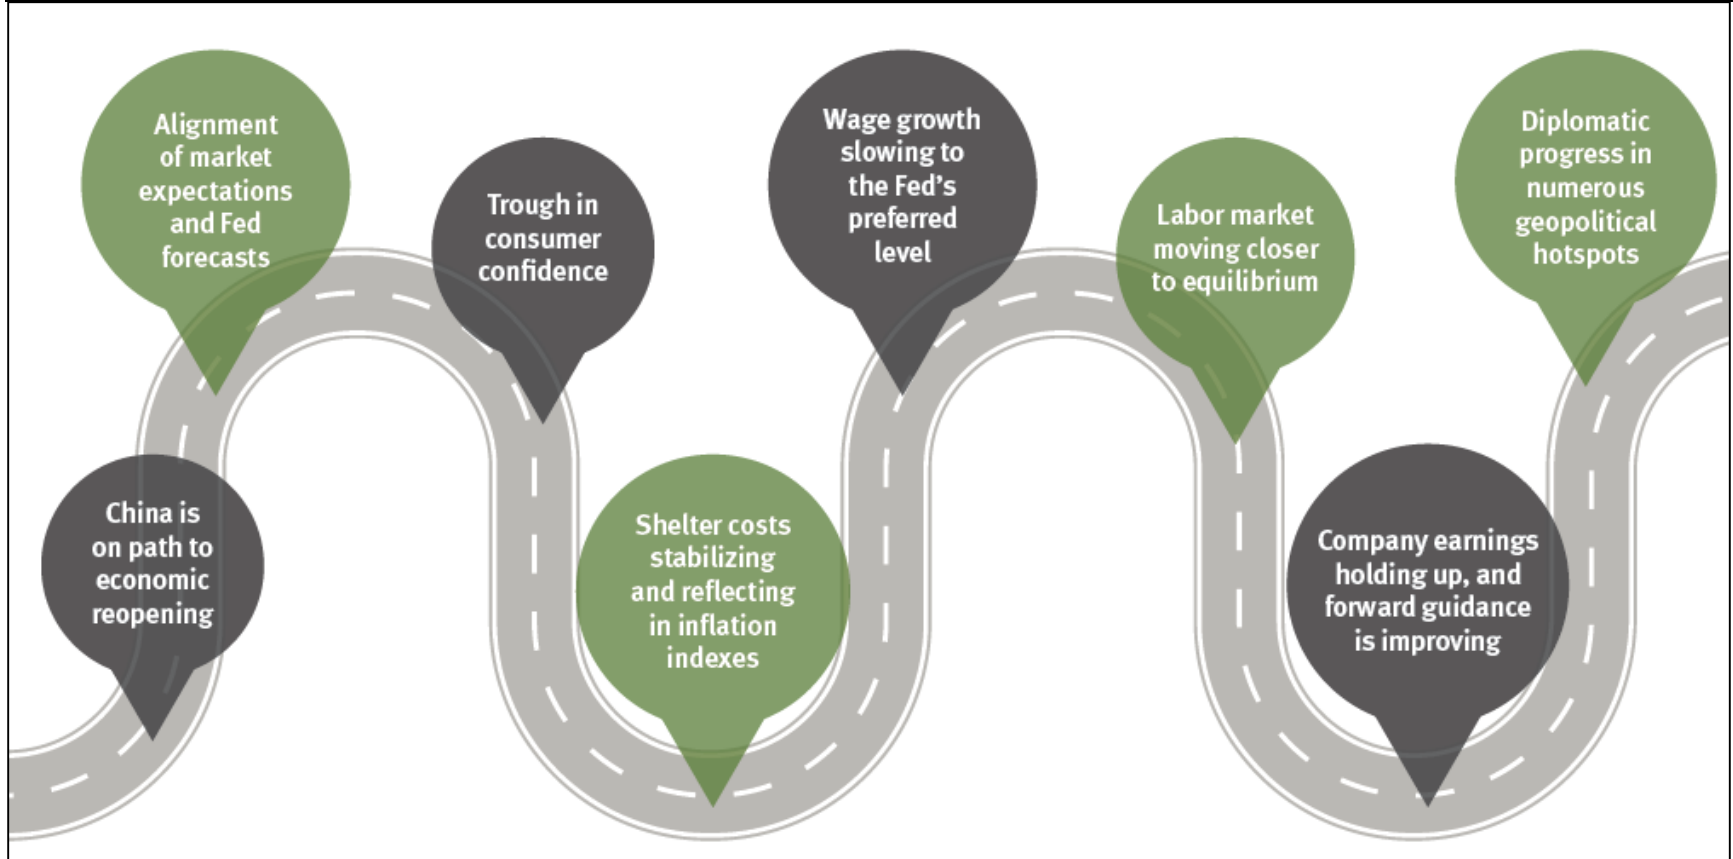 China is
on path to
economic
reopening
Alignment
of market
expectations
and Fed
forecasts
Trough in
consumer
confidence
Shelter costs
stabilizing
and reflecting
in inflation
indexes
Wage growth
slowing to
the Fed's
preferred
level
Labor market
moving closer
to equilibrium
Company earnings
holding up, and
forward guidance
is improving
Diplomatic
progress in
numerous
geopolitical
hotspots